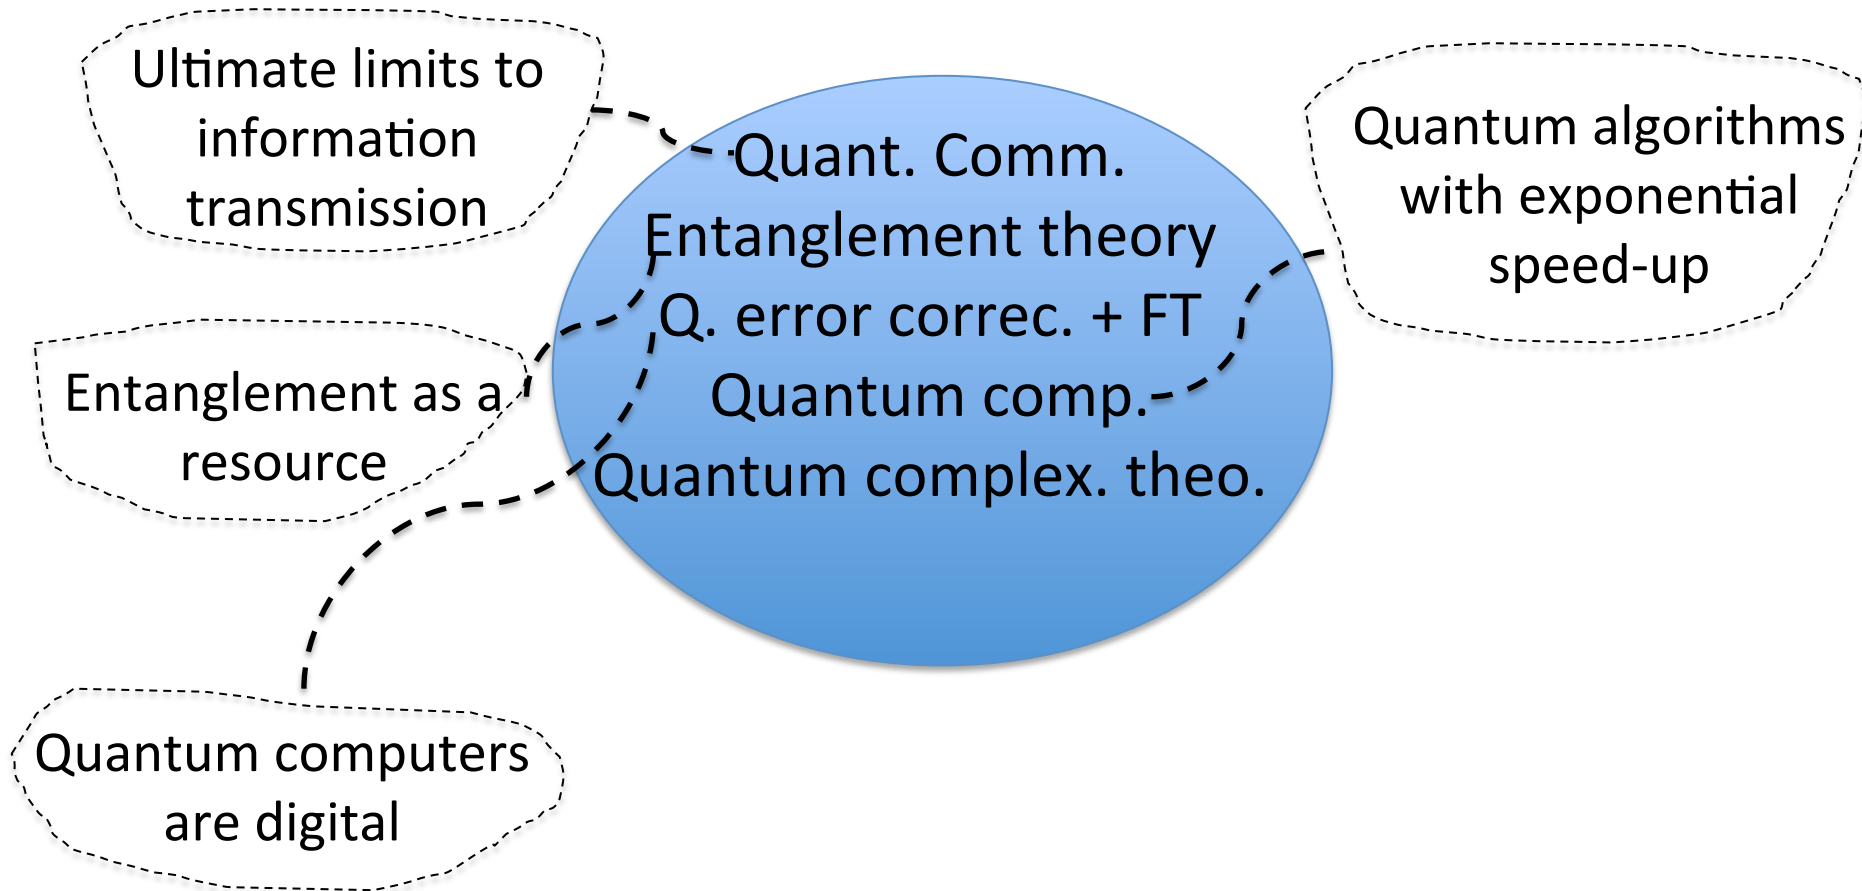 Ultimate limits to
information
transmission
Quant. Comm.
Entanglement theory
Q. error correc. + FT
Quantum comp.
Quantum complex. theo.
Quantum algorithms
with exponential
speed-up
Entanglement as a
resource
Quantum computers
are digital